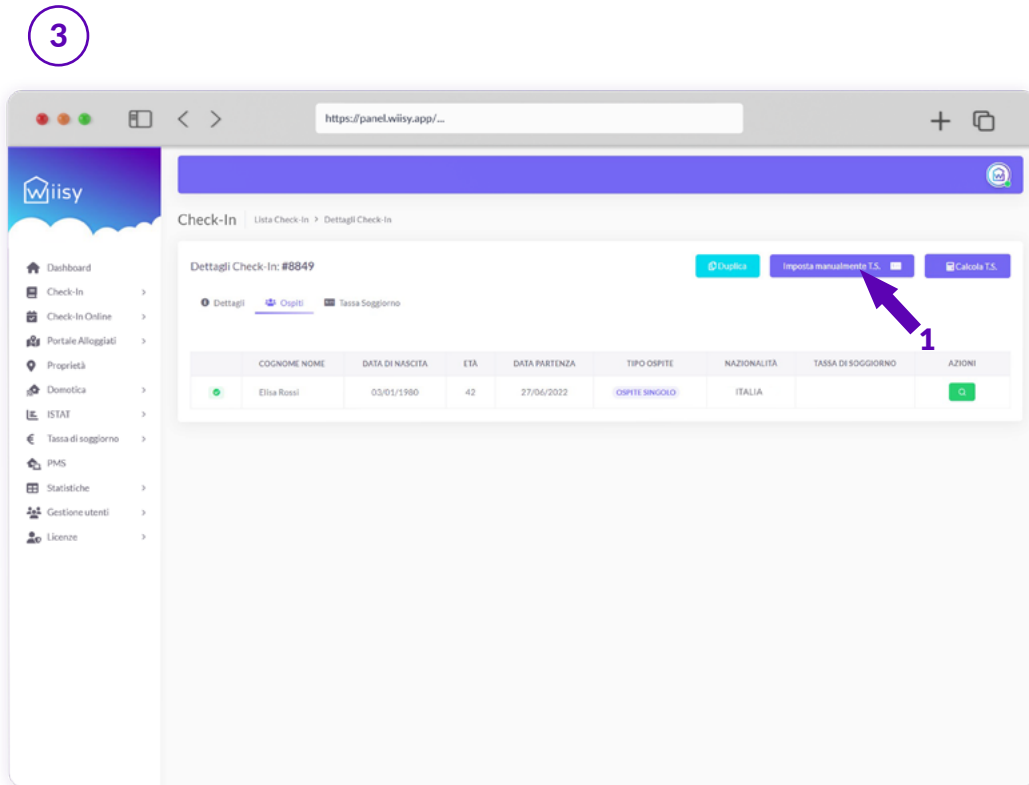 3
https://panel.wiisy.app/...
wiisy
Check-In Lista Check-In > Dettagli Check-In
Dashboard
Check-In
Check-In Online
Portale Alloggiati
Proprietà
Domotica
ISTAT
Tassa di soggiorno
PMS
Statistiche
Gestione utenti
Licenze
Dettagli Check-In: #8849
Duplica
Imposta manualmente T.S.
Calcola T.S.
Dettagli Ospiti Tassa Soggiorno
1
COGNOME NOME DATA DI NASCITA ETÀ DATA PARTENZA TIPO OSPITE NAZIONALITÀ TASSA DI SOGGIORNO AZIONI
Elisa Rossi 03/01/1980 42 27/06/2022 OSPITE SINGOLO ITALIA